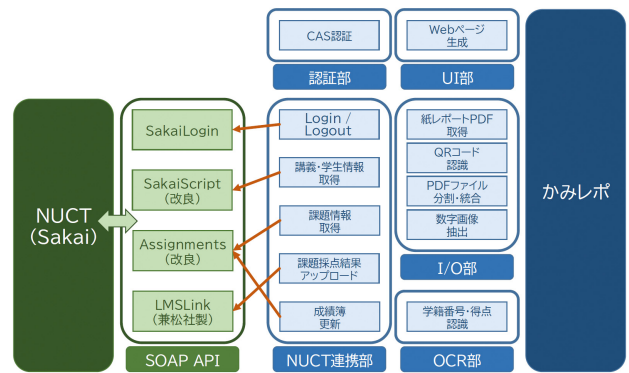 CAS認証
認証部
Webページ
生成
UI部
NUCT
(Sakai)
SakaiLogin
SakaiScript
(改良)
Assignments
(改良)
LMSLink
(兼松社製)
SOAP API
Login /
Logout
講義・学生情報
取得
課題情報
取得
課題採点結果
アップロード
成績簿
更新
NUCT連携部
紙レポートPDF
取得
QRコード
認識
PDFファイル
分割・統合
数字画像
抽出
I/O部
学籍番号・得点
認識
OCR部
かみレポ